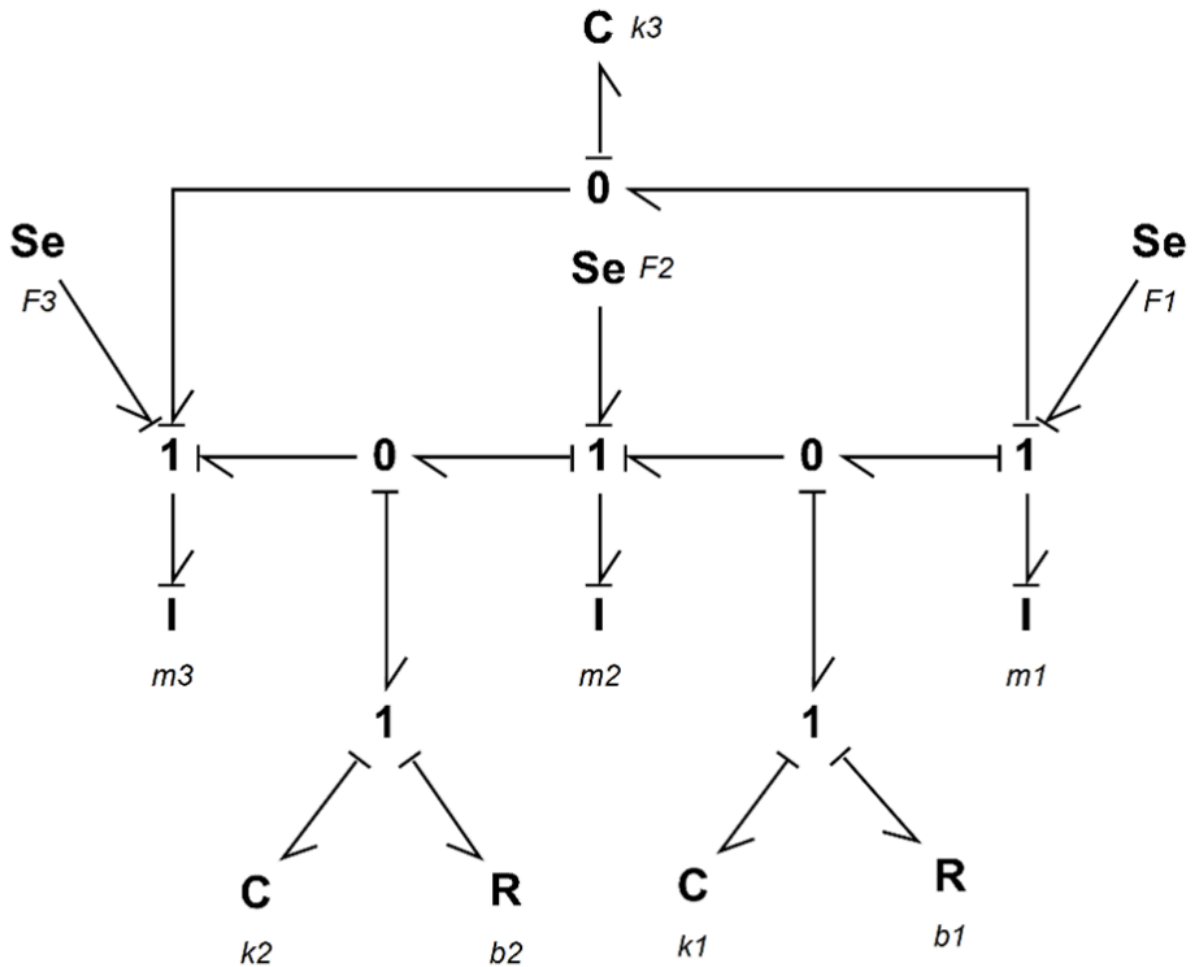 C k3
0
Se Se F2 Se
F3 F1
1 0 1 0 1
I I I
m3 m2 m1
1 1
C R C R
k2 b2 k1 b1